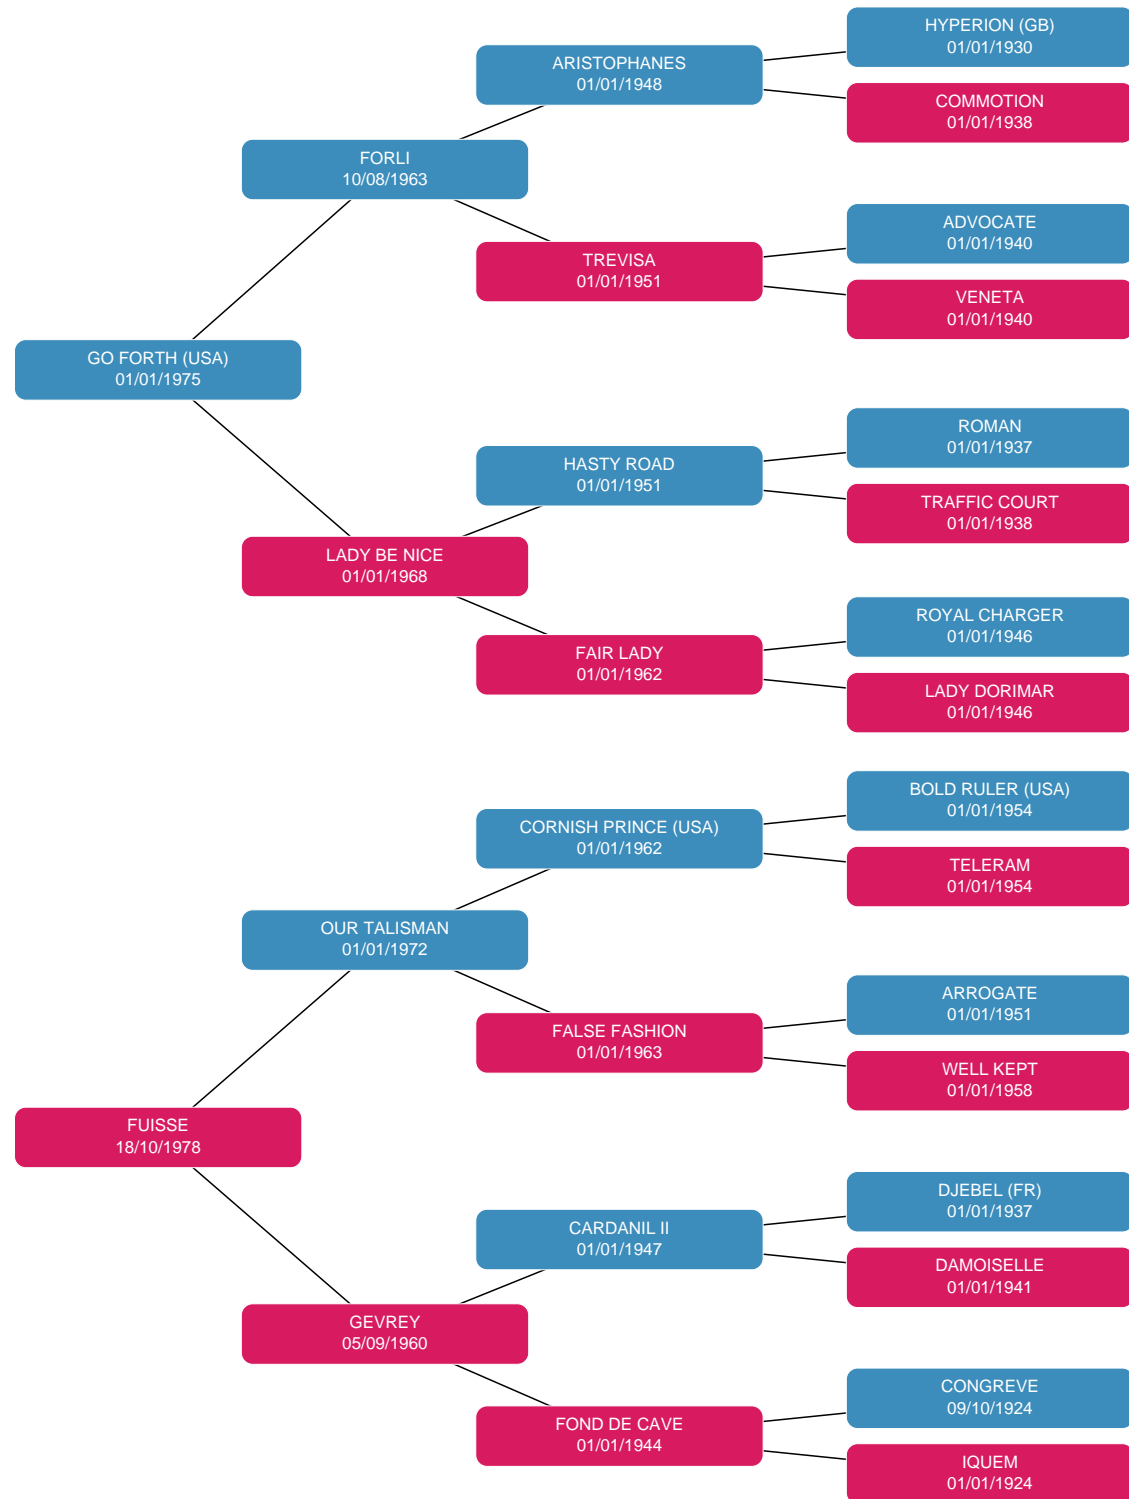 HYPERION (GB)
01/01/1930
ARISTOPHANES
01/01/1948
COMMOTION
01/01/1938
FORLI
10/08/1963
ADVOCATE
01/01/1940
TREVISA
01/01/1951
VENETA
01/01/1940
GO FORTH (USA)
01/01/1975
ROMAN
01/01/1937
HASTY ROAD
01/01/1951
TRAFFIC COURT
01/01/1938
LADY BE NICE
01/01/1968
ROYAL CHARGER
01/01/1946
FAIR LADY
01/01/1962
LADY DORIMAR
01/01/1946
BOLD RULER (USA)
01/01/1954
CORNISH PRINCE (USA)
01/01/1962
TELERAM
01/01/1954
OUR TALISMAN
01/01/1972
ARROGATE
01/01/1951
FALSE FASHION
01/01/1963
WELL KEPT
01/01/1958
FUISSE
18/10/1978
DJEBEL (FR)
01/01/1937
CARDANIL II
01/01/1947
DAMOISELLE
01/01/1941
GEVREY
05/09/1960
CONGREVE
09/10/1924
FOND DE CAVE
01/01/1944
IQUEM
01/01/1924